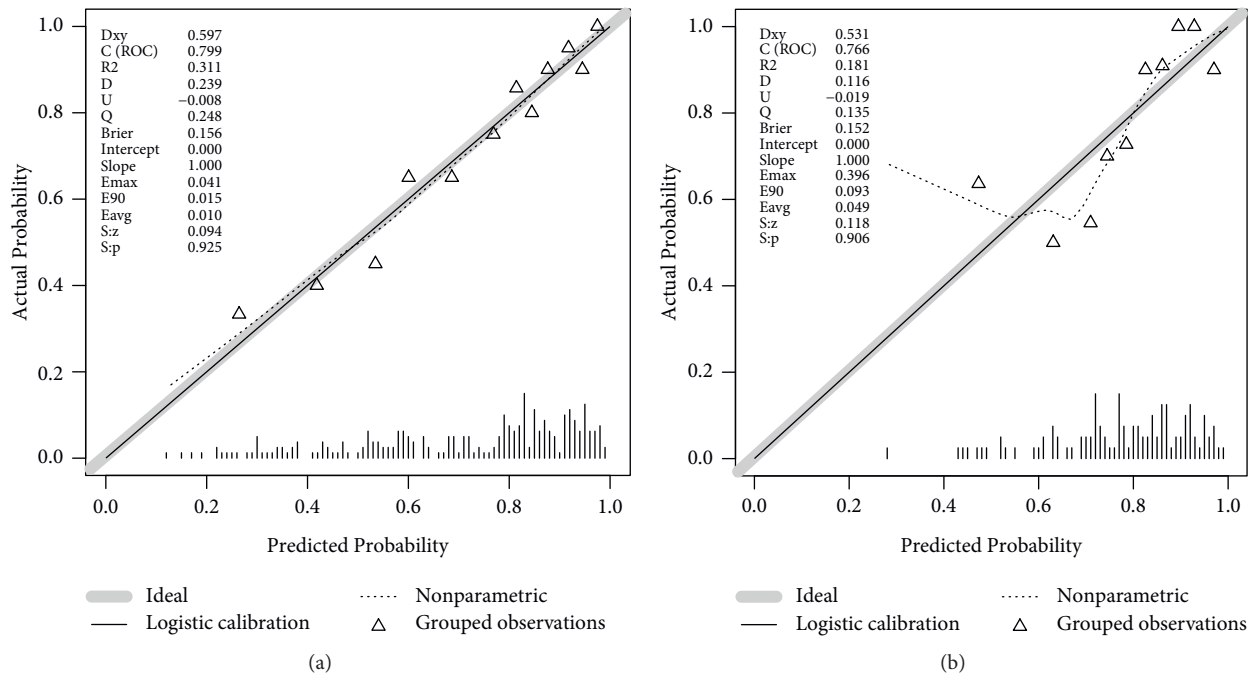 Dxy 0.597
C (ROC) 0.799
R2 0.311
D 0.239
U −0.008
Q 0.248
Brier 0.156
Intercept 0.000
Slope 1.000
Emax 0.041
E90 0.015
Eavg 0.010
S:z 0.094
S:p 0.925
1.0
0.8
0.6
0.4
0.2
0.0
Actual Probability
0.0 0.2 0.4 0.6 0.8 1.0
Predicted Probability
Ideal Nonparametric
Logistic calibration Grouped observations
(a)
Dxy 0.531
C (ROC) 0.766
R2 0.181
D 0.116
U −0.019
Q 0.135
Brier 0.152
Intercept 0.000
Slope 1.000
Emax 0.396
E90 0.093
Eavg 0.049
S:z 0.118
S:p 0.906
1.0
0.8
0.6
0.4
0.2
0.0
Actual Probability
0.0 0.2 0.4 0.6 0.8 1.0
Predicted Probability
Ideal Nonparametric
Logistic calibration Grouped observations
(b)